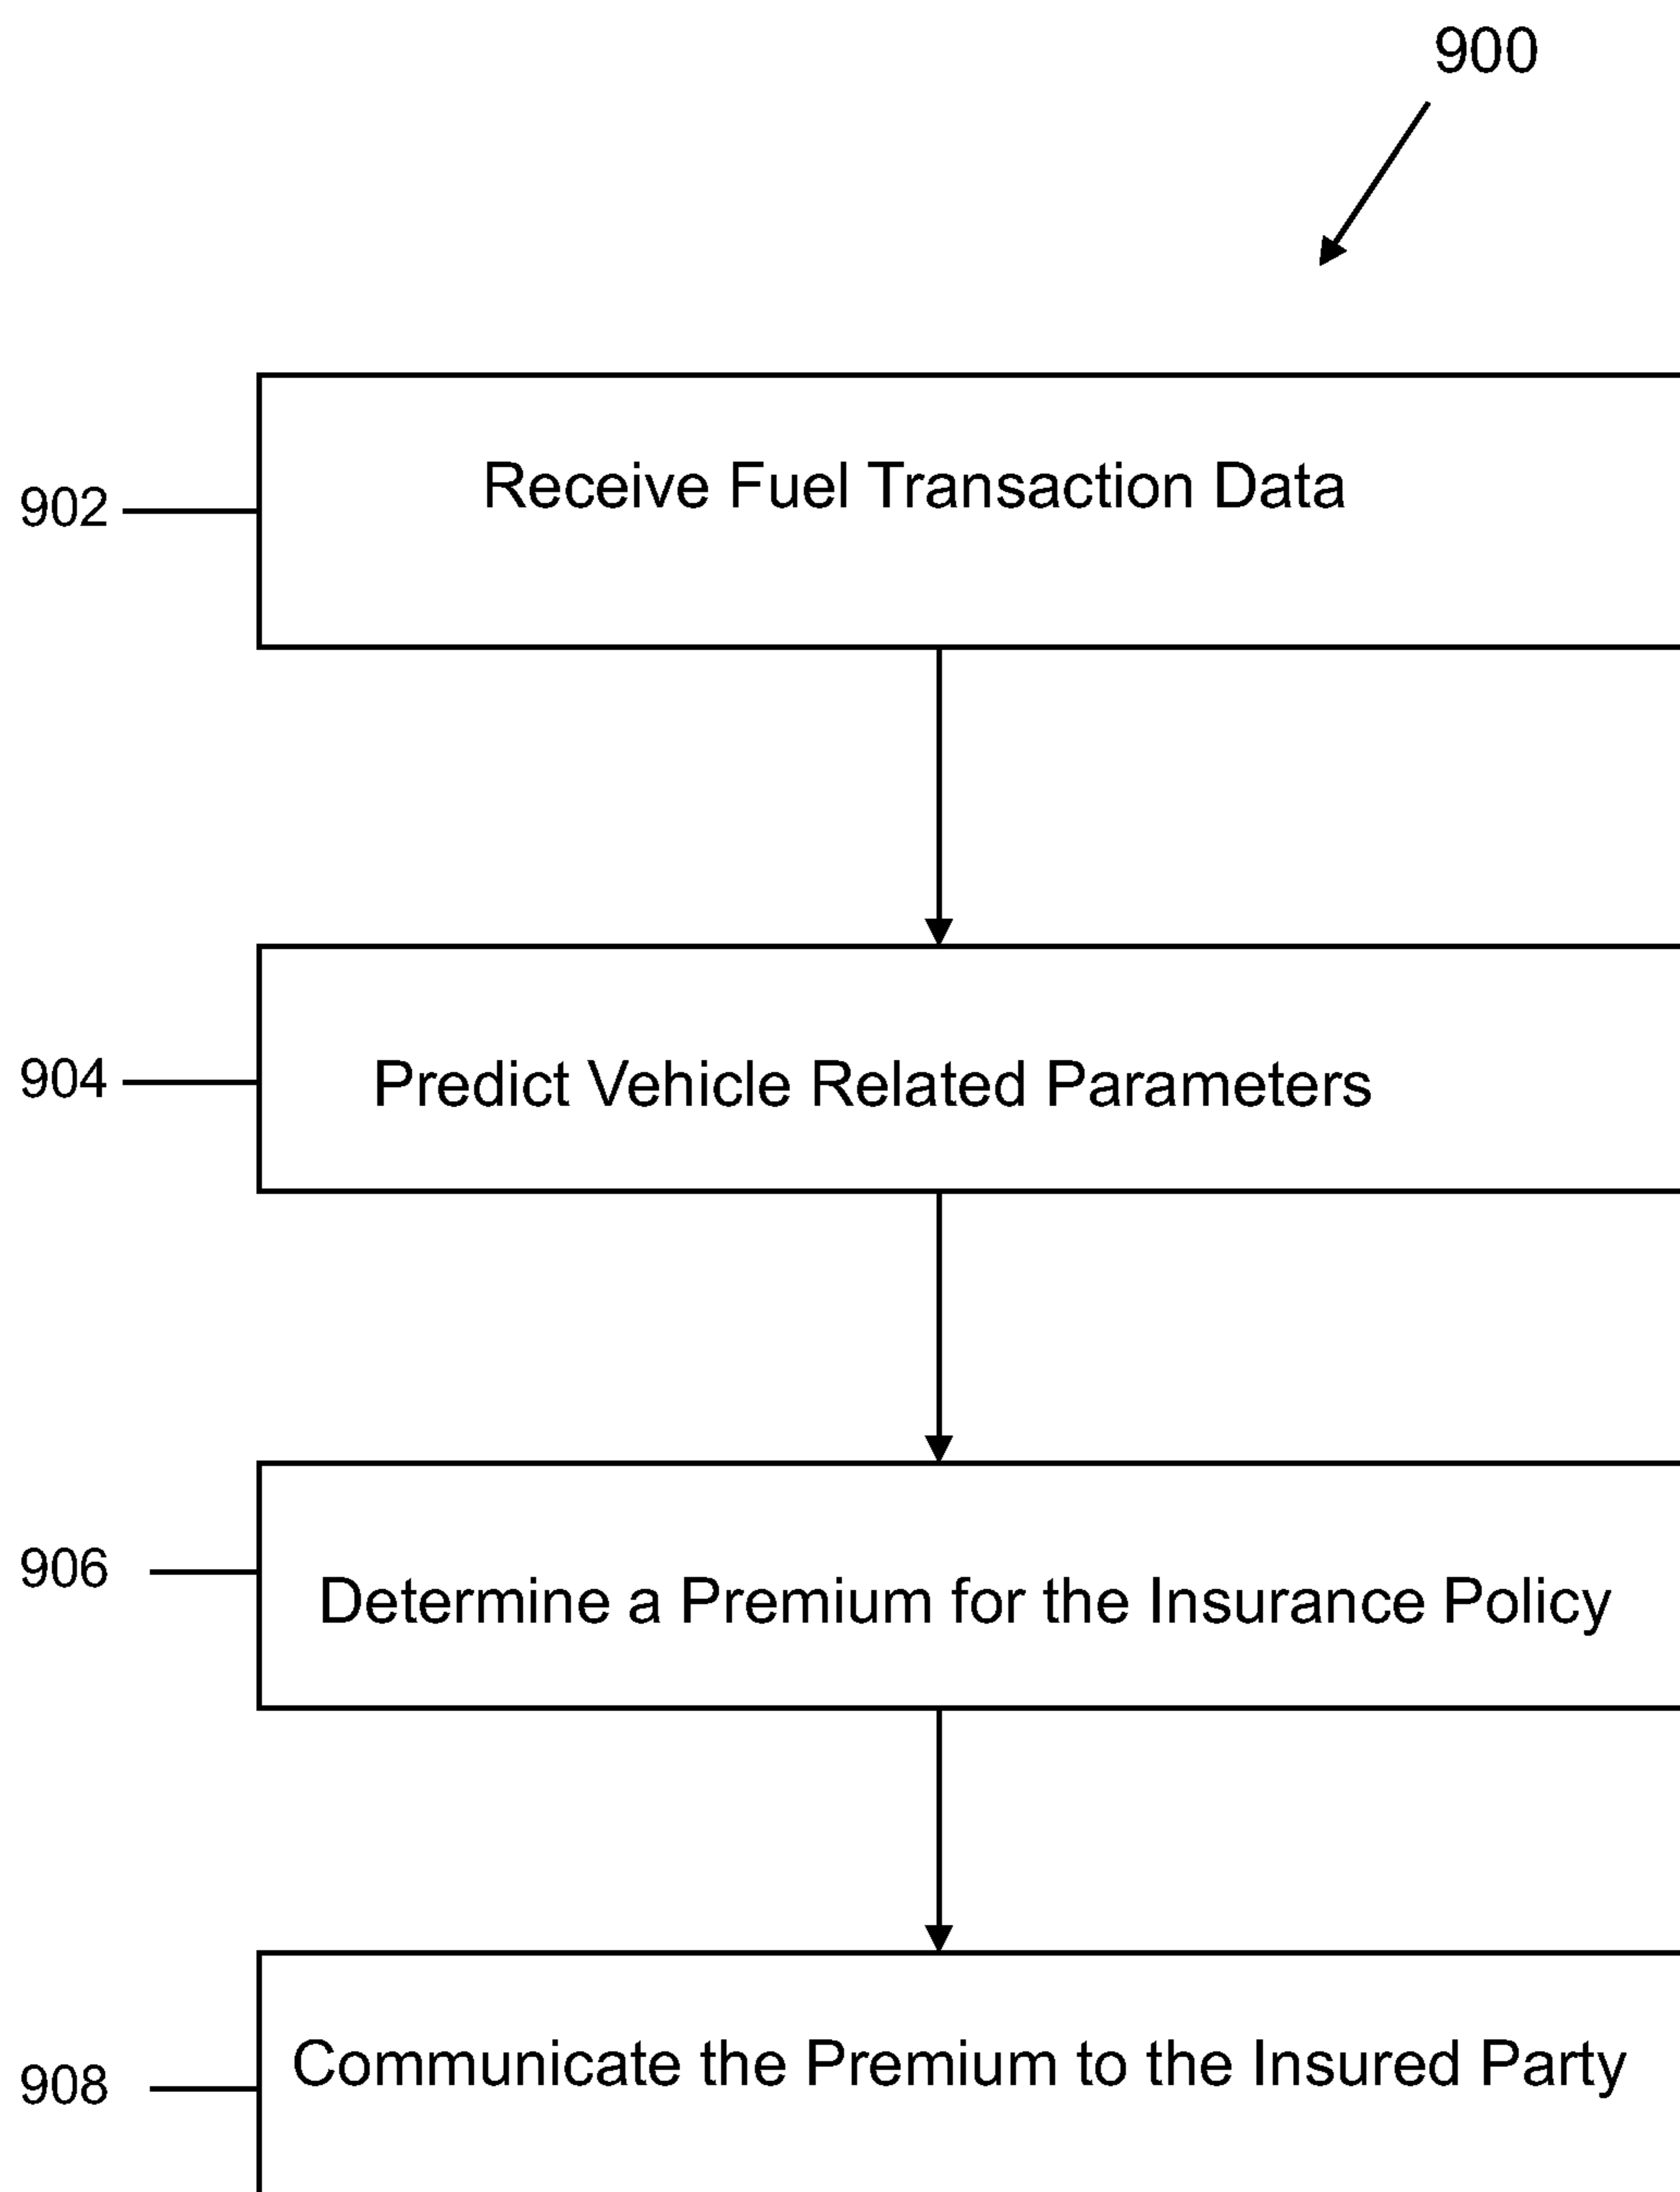 900
902
Receive Fuel Transaction Data
904
Predict Vehicle Related Parameters
906
Determine a Premium for the Insurance Policy
908
Communicate the Premium to the Insured Party